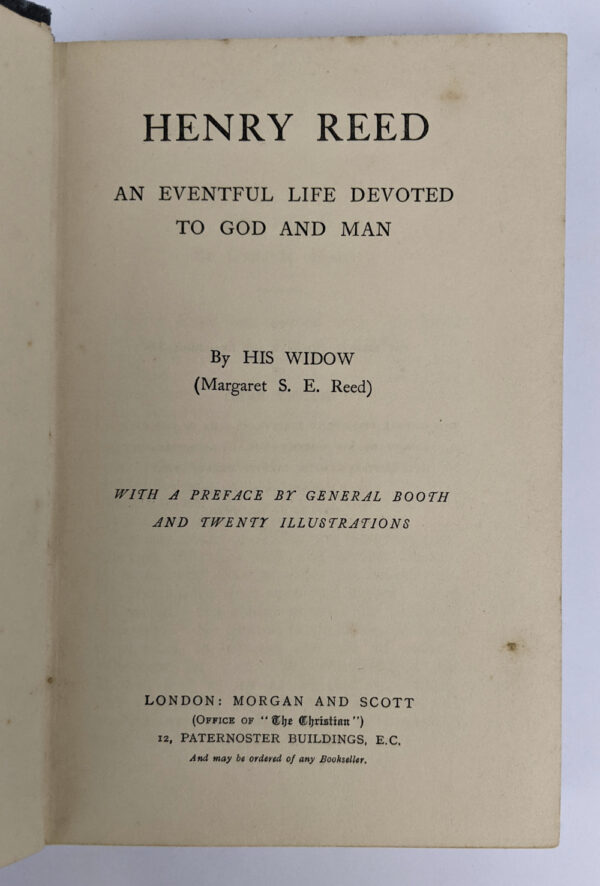 HENRY REED
AN EVENTFUL LIFE DEVOTED
TO GOD AND MAN
By HIS WIDOW
(Margaret S. E. Reed)
WITH A PREFACE BY GENERAL BOOTH
AND TWENTY ILLUSTRATIONS
LONDON: MORGAN AND SCOTT
(OFFICE OF "The Christian")
12, PATERNOSTER BUILDINGS, E.C.
And may be ordered of any Bookseller.